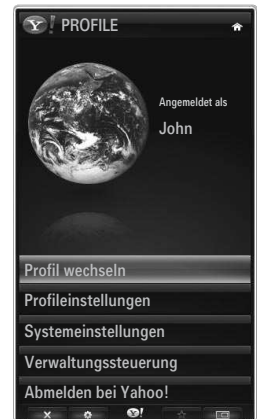 Y! PROFILE
Angemeldet als
John
Profil wechseln
Profileinstellungen
Systemeinstellungen
Verwaltungssteuerung
Abmelden bei Yahoo!
Y!